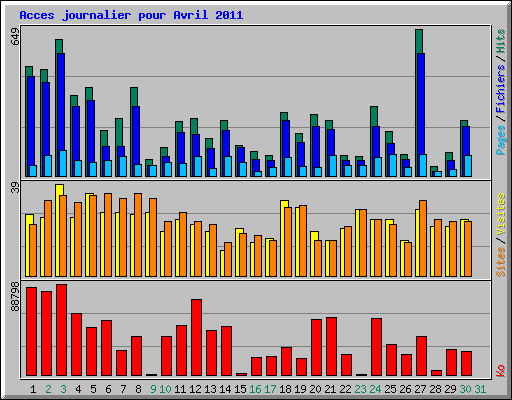 Acces journalier pour Avril 2011
649
Pages / Fichiers / Hits
39
Sites / Visites
88798
Ko
1 2 3 4 5 6 7 8 9 10 11 12 13 14 15 16 17 18 19 20 21 22 23 24 25 26 27 28 29 30 31